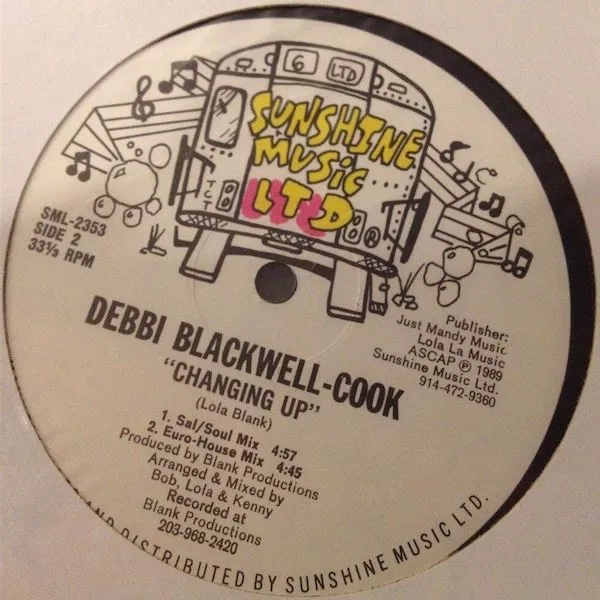 6 LTD
SUNSHINE
MUSIC
LTD
TCT
R
SML-2353
SIDE 2
33⅓ RPM
Publisher:
Just Mandy Music
Lola La Music
ASCAP Ⓟ 1989
Sunshine Music Ltd.
914-472-9360
DEBBI BLACKWELL-COOK
"CHANGING UP"
(Lola Blank)
1. Sal/Soul Mix 4:57
2. Euro-House Mix 4:45
Produced by Blank Productions
Arranged & Mixed by
Bob, Lola & Kenny
Recorded at
Blank Productions
203-968-2420
AND DISTRIBUTED BY SUNSHINE MUSIC LTD.